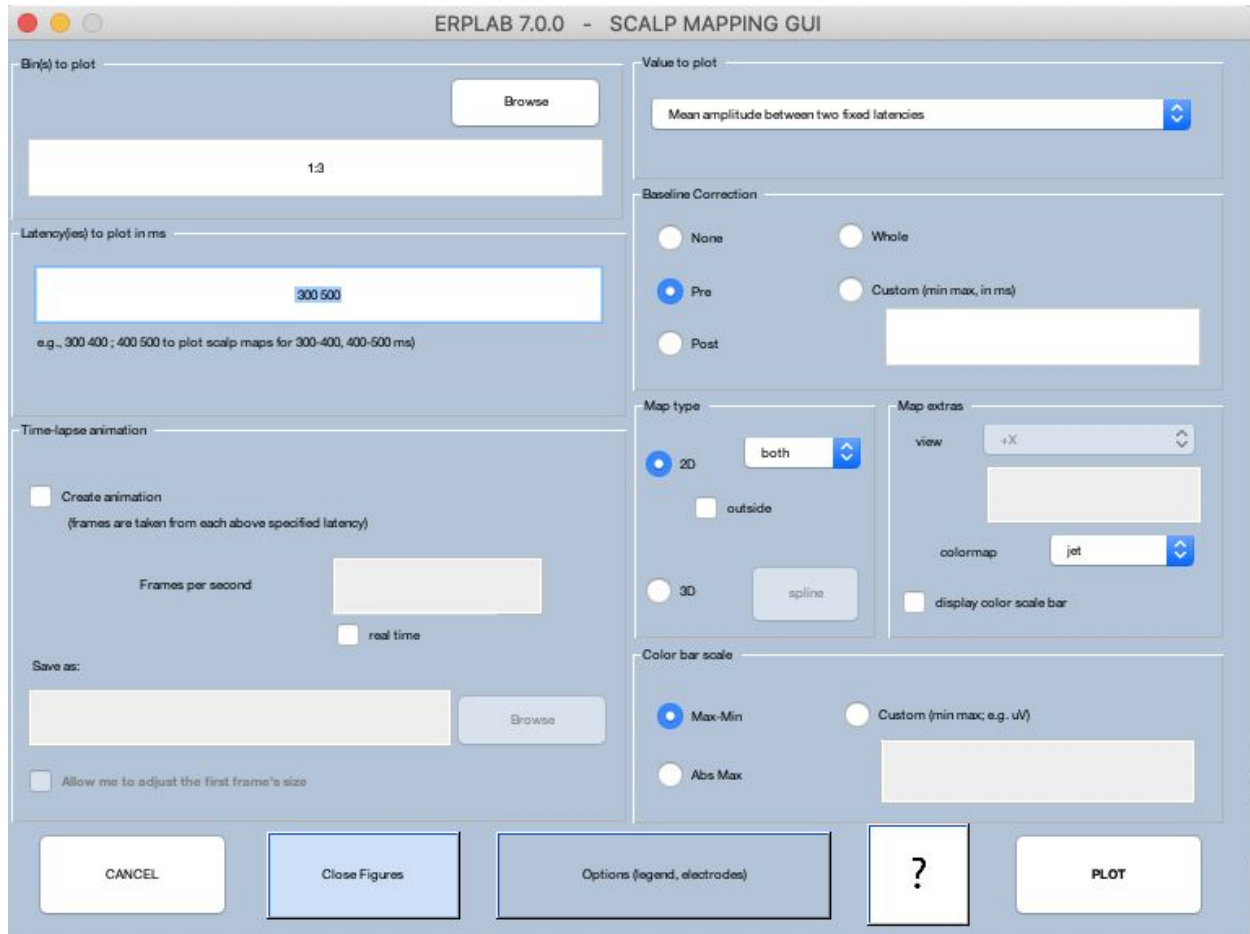 ERPLAB 7.0.0 - SCALP MAPPING GUI
Bin(s) to plot
Browse
1:3
Latency(ies) to plot in ms
300 500
e.g., 300 400 ; 400 500 to plot scalp maps for 300-400, 400-500 ms)
Time-lapse animation
Create animation
(frames are taken from each above specified latency)
Frames per second
real time
Save as:
Browse
Allow me to adjust the first frame's size
Value to plot
Mean amplitude between two fixed latencies
Baseline Correction
None
Whole
Pre
Custom (min max, in ms)
Post
Map type
2D
both
outside
3D
spline
Map extras
view
+X
colormap
jet
display color scale bar
Color bar scale
Max-Min
Custom (min max; e.g. uV)
Abs Max
CANCEL
Close Figures
Options (legend, electrodes)
?
PLOT